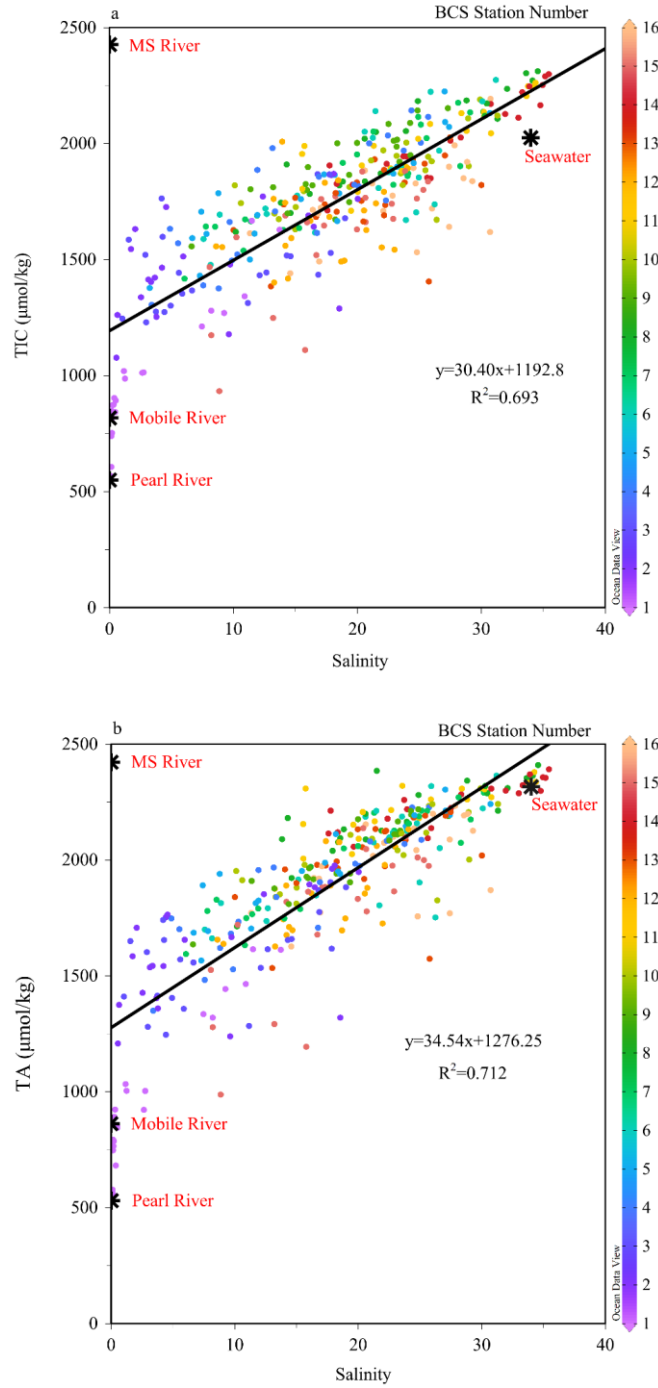 a
BCS Station Number
2500
MS River
16
15
14
2000
Seawater
13
12
11
1500
10
TIC (μmol/kg)
9
y=30.40x+1192.8
8
1000
R²=0.693
7
Mobile River
6
5
500
Pearl River
4
3
2
0
1
Ocean Data View
0
10
20
30
40
Salinity
b
BCS Station Number
2500
MS River
16
15
Seawater
14
2000
13
12
11
1500
10
TA (μmol/kg)
9
y=34.54x+1276.25
8
1000
R²=0.712
7
Mobile River
6
5
500
Pearl River
4
3
2
0
1
Ocean Data View
0
10
20
30
40
Salinity